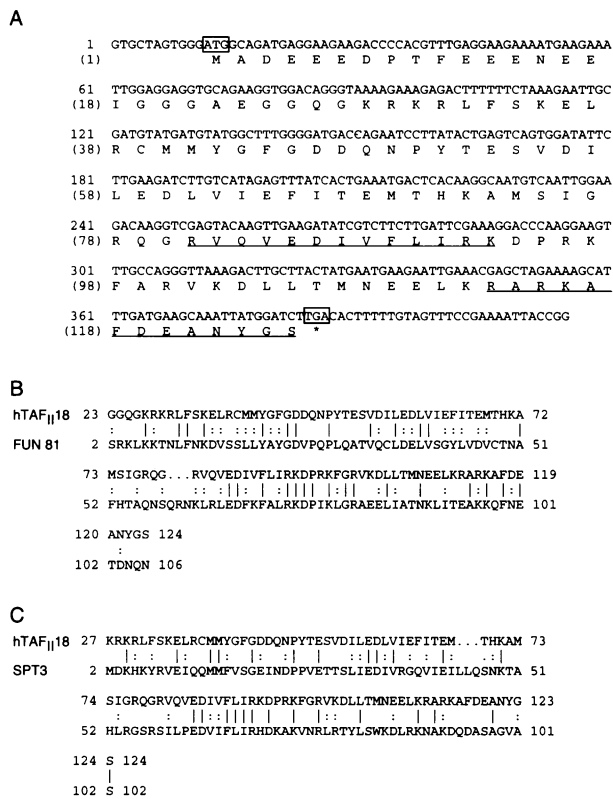 A
1 GTGCTAGTGGGATGGCAGATGAGGAAGAAGACCCCACGTTTGAGGAAGAAAATGAAGAAA
(1) M A D E E E D P T F E E E N E E
61 TTGGAGGAGGTGCAGAAGGTGGACAGGGTAAAAGAAAGAGACTTTTTTCTAAAGAATTGC
(18) I G G G A E G G Q G K R K R L F S K E L
121 GATGTATGATGTATGGCTTTGGGGATGACCAGAATCCTTATACTGAGTCAGTGGATATTC
(38) R C M M Y G F G D D Q N P Y T E S V D I
181 TTGAAGATCTTGTCATAGAGTTTATCACTGAAATGACTCACAAGGCAATGTCAATTGGAA
(58) L E D L V I E F I T E M T H K A M S I G
241 GACAAGGTCGAGTACAAGTTGAAGATATCGTCTTCTTGATTCGAAAGGACCCAAGGAAGT
(78) R Q G R V Q V E D I V F L I R K D P R K
301 TTGCCAGGGTTAAAGACTTGCTTACTATGAATGAAGAATTGAAACGAGCTAGAAAAGCAT
(98) F A R V K D L L T M N E E L K R A R K A
361 TTGATGAAGCAAATTATGGATCTTGACACTTTTTGTAGTTTCCGAAAATTACCGG
(118) F D E A N Y G S *
B
hTAFII18 23 GGQGKRKRLFSKELRCMMYGFGDDQNPYTESVDILEDLVIEFITEMTHKA 72
FUN 81 2 SRKLKKTNLFNKDVSSLLYAYGDVPQPLQATVQCLDELVSGYLVDVCTNA 51
73 MSIGRQG...RVQVEDIVFLIRKDPRKFGRVKDLLTMNEELKRARKAFDE 119
52 FHTAQNSQRNKLRLEDFKFALRKDPIKLGRAEELIATNKLITEAKKQFNE 101
120 ANYGS 124
102 TDNQN 106
C
hTAFII18 27 KRKRLFSKELRCMMYGFGDDQNPYTESVDILEDLVIEFITEM...THKAM 73
SPT3 2 MDKHKYRVEIQQMMFVSGEINDPPVETTSLIEDIVRGQVIEILLQSNKTA 51
74 SIGRQGRVQVEDIVFLIRKDPRKFGRVKDLLTMNEELKRARKAFDEANYG 123
52 HLRGSRSILPEDVIFLIRHDKAKVNRLRTYLSWKDLRKNAKDQDASAGVA 101
124 S 124
102 S 102